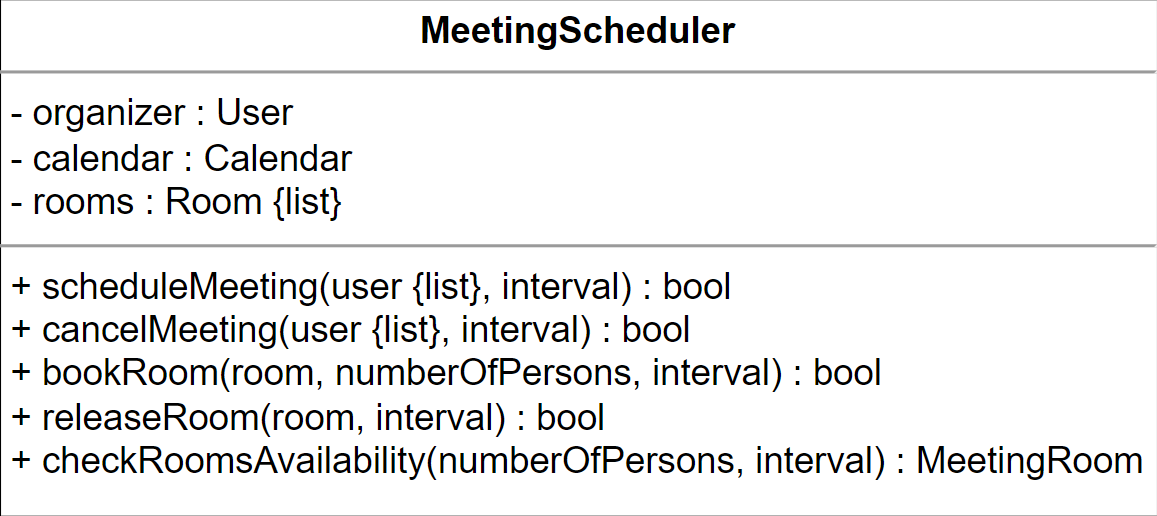 MeetingScheduler
- organizer : User
- calendar : Calendar
- rooms : Room {list}
+ scheduleMeeting(user {list}, interval) : bool
+ cancelMeeting(user {list}, interval) : bool
+ bookRoom(room, numberOfPersons, interval) : bool
+ releaseRoom(room, interval) : bool
+ checkRoomsAvailability(numberOfPersons, interval) : MeetingRoom